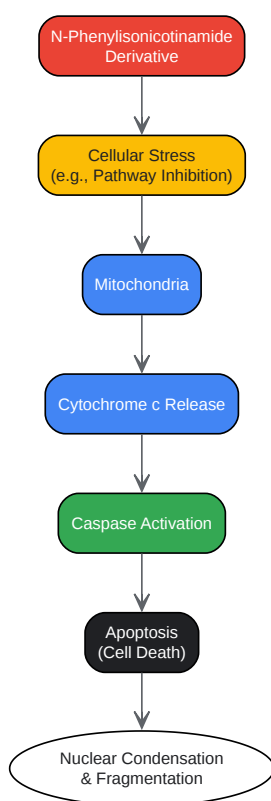 N-Phenylisonicotinamide
Derivative
Cellular Stress
(e.g., Pathway Inhibition)
Mitochondria
Cytochrome c Release
Caspase Activation
Apoptosis
(Cell Death)
Nuclear Condensation
& Fragmentation